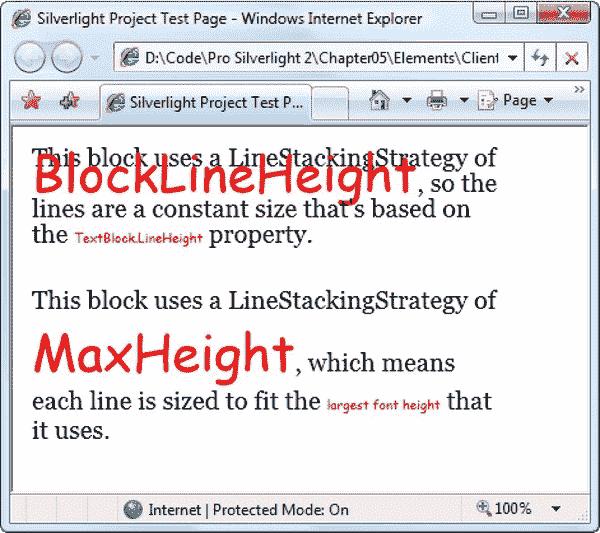 Silverlight Project Test Page - Windows Internet Explorer
D:\Code\Pro Silverlight 2\Chapter05\Elements\Client
Silverlight Project Test P...
Page
This block uses a LineStackingStrategy of
BlockLineHeight, so the
lines are a constant size that's based on
the TextBlock.LineHeight property.
This block uses a LineStackingStrategy of
MaxHeight, which means
each line is sized to fit the largest font height that
it uses.
Internet | Protected Mode: On
100%